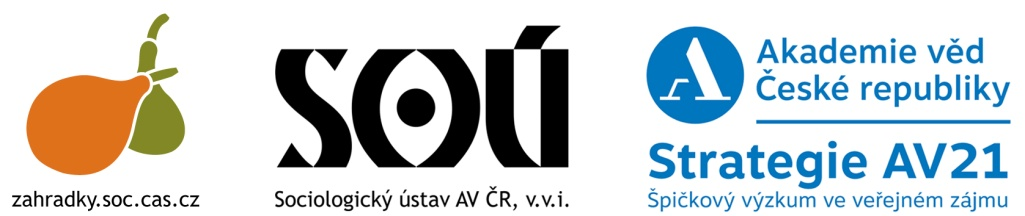 zahradky.soc.cas.cz
SOÚ
Sociologický ústav AV ČR, v.v.i.
A
Akademie věd
České republiky
Strategie AV21
Špičkový výzkum ve veřejném zájmu